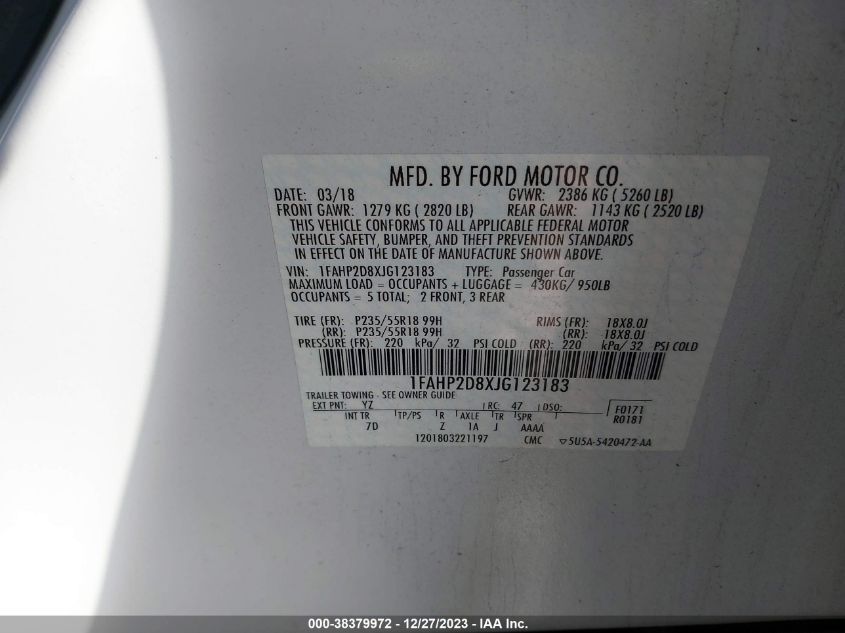 MFD. BY FORD MOTOR CO.
DATE: 03/18 GVWR: 2386 KG ( 5260 LB)
FRONT GAWR: 1279 KG ( 2820 LB) REAR GAWR: 1143 KG ( 2520 LB)
THIS VEHICLE CONFORMS TO ALL APPLICABLE FEDERAL MOTOR
VEHICLE SAFETY, BUMPER, AND THEFT PREVENTION STANDARDS
IN EFFECT ON THE DATE OF MANUFACTURE SHOWN ABOVE.
VIN: 1FAHP2D8XJG123183 TYPE: Passenger Car
MAXIMUM LOAD = OCCUPANTS + LUGGAGE = 430KG/ 950LB
OCCUPANTS = 5 TOTAL; 2 FRONT, 3 REAR
TIRE (FR): P235/55R18 99H RIMS (FR): 18X8.0J
(RR): P235/55R18 99H (RR): 18X8.0J
PRESSURE (FR): 220 kPa/ 32 PSI COLD (RR): 220 kPa/ 32 PSI COLD
1FAHP2D8XJG123183
TRAILER TOWING - SEE OWNER GUIDE
EXT PNT: YZ RC: 47 DSO: F0171
INT TR TP/PS R AXLE TR SPR R0181
7D Z 1A J AAAA
1201803221197 CMC 5U5A-5420472-AA
000-38379972 - 12/27/2023 - IAA Inc.